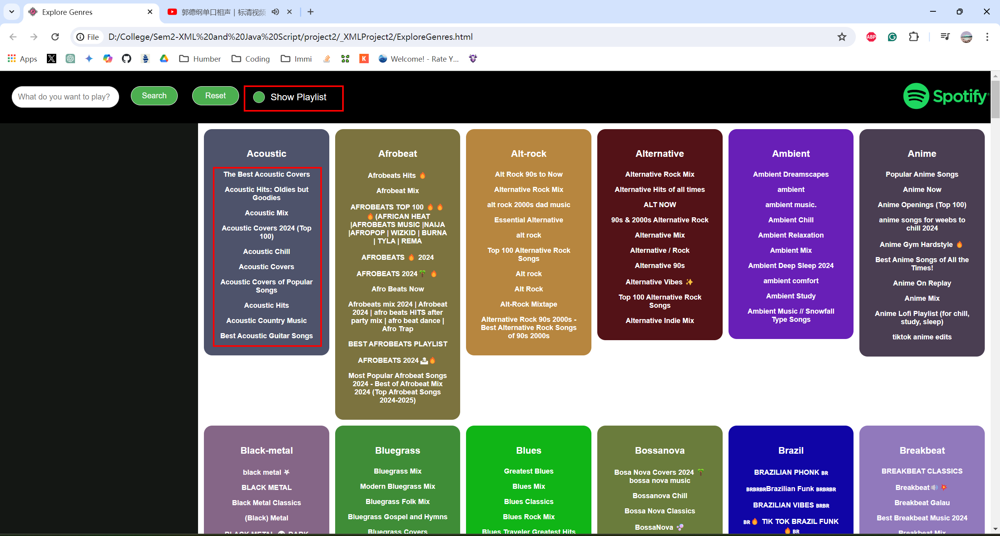 Explore Genres
郭德纲单口相声 | 标清视频
File
D:/College/Sem2-XML%20and%20Java%20Script/project2/_XMLProject2/ExploreGenres.html
ABP
Apps
Humber
Coding
Immi
K
Welcome! - Rate Y...
What do you want to play?
Search
Reset
Show Playlist
Spotify®
Acoustic
The Best Acoustic Covers
Acoustic Hits: Oldies but
Goodies
Acoustic Mix
Acoustic Covers 2024 (Top
100)
Acoustic Chill
Acoustic Covers
Acoustic Covers of Popular
Songs
Acoustic Hits
Acoustic Country Music
Best Acoustic Guitar Songs
Afrobeat
Afrobeats Hits 🔥
Afrobeat Mix
AFROBEATS TOP 100 🔥 🔥
🔥(AFRICAN HEAT
|AFROBEATS MUSIC |NAIJA
|AFROPOP | WIZKID | BURNA
| TYLA | REMA
AFROBEATS 🔥 2024
AFROBEATS 2024🌴 🔥
Afro Beats Now
Afrobeats mix 2024 | Afrobeat
2024 | afro beats HITS after
party mix | afro beat dance |
Afro Trap
BEST AFROBEATS PLAYLIST
AFROBEATS 2024 🔥
Most Popular Afrobeat Songs
2024 - Best of Afrobeat Mix
2024 (Top Afrobeat Songs
2024-2025)
Alt-rock
Alt Rock 90s to Now
Alternative Rock Mix
alt rock 2000s dad music
Essential Alternative
alt rock
Top 100 Alternative Rock
Songs
Alt rock
Alt Rock
Alt-Rock Mixtape
Alternative Rock 90s 2000s -
Best Alternative Rock Songs
of 90s 2000s
Alternative
Alternative Rock Mix
Alternative Hits of all times
ALT NOW
90s & 2000s Alternative Rock
Alternative Mix
Alternative / Rock
Alternative 90s
Alternative Vibes ✨
Top 100 Alternative Rock
Songs
Alternative Indie Mix
Ambient
Ambient Dreamscapes
ambient
ambient music.
Ambient Chill
Ambient Relaxation
Ambient Mix
Ambient Deep Sleep 2024
ambient comfort
Ambient Study
Ambient Music // Snowfall
Type Songs
Anime
Popular Anime Songs
Anime Now
Anime Openings (Top 100)
anime songs for weebs to
chill 2024
Anime Gym Hardstyle 🔥
Best Anime Songs of All the
Times!
Anime On Replay
Anime Mix
Anime Lofi Playlist (for chill,
study, sleep)
tiktok anime edits
Black-metal
black metal ⛧
BLACK METAL
Black Metal Classics
(Black) Metal
BLACK METAL 💀 DARK
Bluegrass
Bluegrass Mix
Modern Bluegrass Mix
Bluegrass Folk Mix
Bluegrass Gospel and Hymns
Bluegrass Covers
Blues
Greatest Blues
Blues Mix
Blues Classics
Blues Rock Mix
Blues Traveler Greatest Hits
Bossanova
Bosa Nova Covers 2024 🌴
bossa nova music
Bossanova Chill
Bossa Nova Classics
BossaNova 🫧
Brazil
BRAZILIAN PHONK BR
BRBRBRBrazilian Funk BRBRBR
BRAZILIAN VIBES BRBR
BR🔥 TIK TOK BRAZIL FUNK
🔥BR
Breakbeat
BREAKBEAT CLASSICS
Breakbeat🔊 💥
Breakbeat Galau
Best Breakbeat Music 2024
Breakbeat Mix